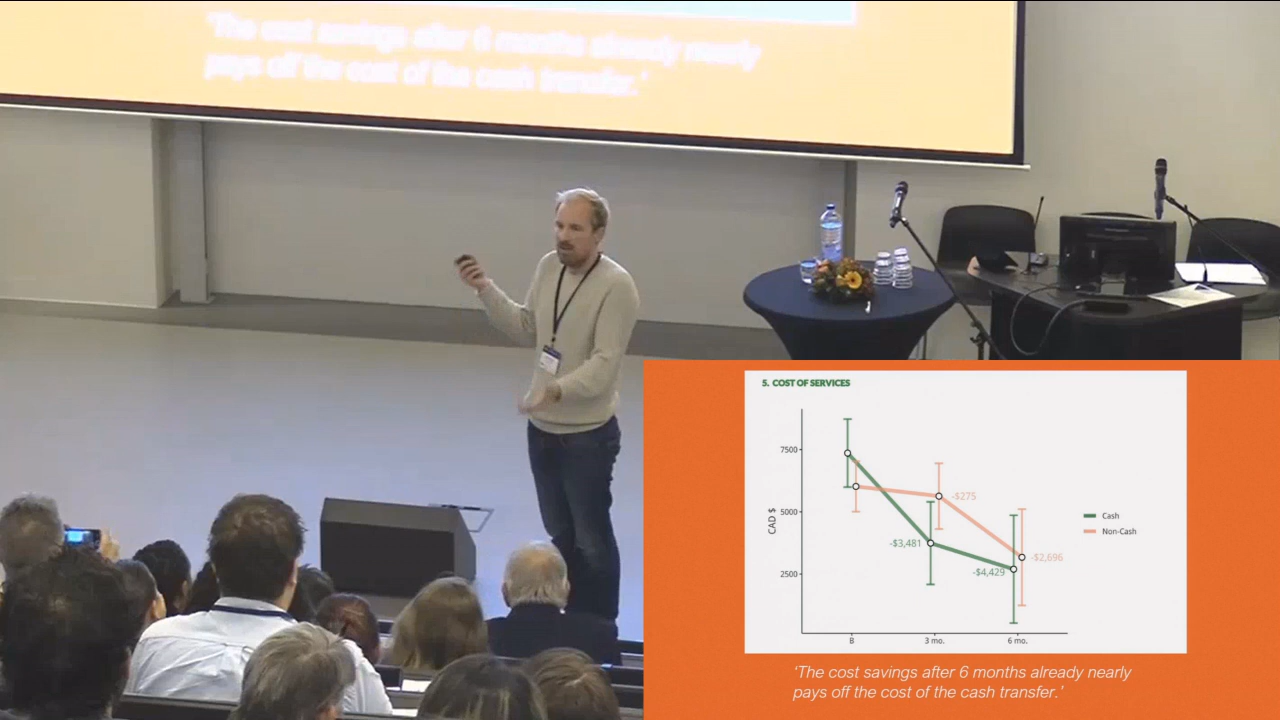 'The cost savings after 6 months already nearly
pays off the cost of the cash transfer.'
5. COST OF SERVICES
7500
5000
2500
CAD $
-$275
-$3,481
-$2,696
-$4,429
Cash
Non-Cash
B
3 mo.
6 mo.
'The cost savings after 6 months already nearly
pays off the cost of the cash transfer.'